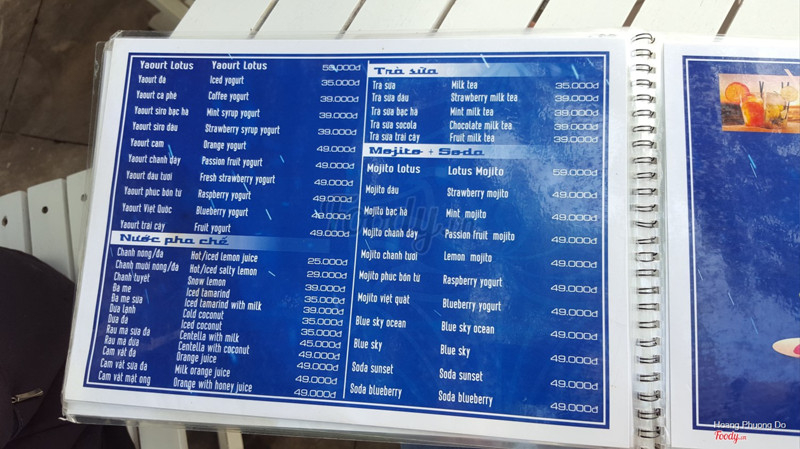 Yaourt Lotus Yaourt Lotus 59.000đ
Yaourt đá Iced yogurt 35.000đ
Yaourt cà phê Coffee yogurt 39.000đ
Yaourt siro bạc hà Mint syrup yogurt 39.000đ
Yaourt siro dâu Strawberry syrup yogurt 39.000đ
Yaourt cam Orange yogurt 49.000đ
Yaourt chanh dây Passion fruit yogurt 49.000đ
Yaourt dâu tươi Fresh strawberry yogurt 49.000đ
Yaourt phúc bồn tử Raspberry yogurt 49.000đ
Yaourt Việt Quốc Blueberry yogurt 49.000đ
Yaourt trái cây Fruit yogurt 49.000đ
Nước pha chế
Chanh nóng/đá Hot/iced lemon juice 25.000đ
Chanh muối nóng/đá Hot/iced salty lemon 29.000đ
Chanh tuyết Snow lemon 39.000đ
Đá me Iced tamarind 35.000đ
Đá me sữa Iced tamarind with milk 39.000đ
Dừa lạnh Cold coconut 35.000đ
Dừa đá Iced coconut 35.000đ
Rau má sữa đá Centella with milk 45.000đ
Rau má dừa Centella with coconut 49.000đ
Cam vắt đá Orange juice 49.000đ
Cam vắt sữa đá Milk orange juice 49.000đ
Cam vắt mật ong Orange with honey juice 49.000đ
Trà sữa
Trà sữa Milk tea 35.000đ
Trà sữa dâu Strawberry milk tea 39.000đ
Trà sữa bạc hà Mint milk tea 39.000đ
Trà sữa socola Chocolate milk tea 39.000đ
Trà sữa trái cây Fruit milk tea 39.000đ
Mojito + Soda
Mojito Lotus Lotus Mojito 59.000đ
Mojito dâu Strawberry mojito 49.000đ
Mojito bạc hà Mint mojito 49.000đ
Mojito chanh dây Passion fruit mojito 49.000đ
Mojito chanh tươi Lemon mojito 49.000đ
Mojito phúc bồn tử Raspberry yogurt 49.000đ
Mojito việt quất Blueberry yogurt 49.000đ
Blue sky ocean Blue sky ocean 49.000đ
Blue sky Blue sky 49.000đ
Soda sunset Soda sunset 49.000đ
Soda blueberry Soda blueberry 49.000đ
Foody.vn
Hoang Phuong Do
Foody.vn